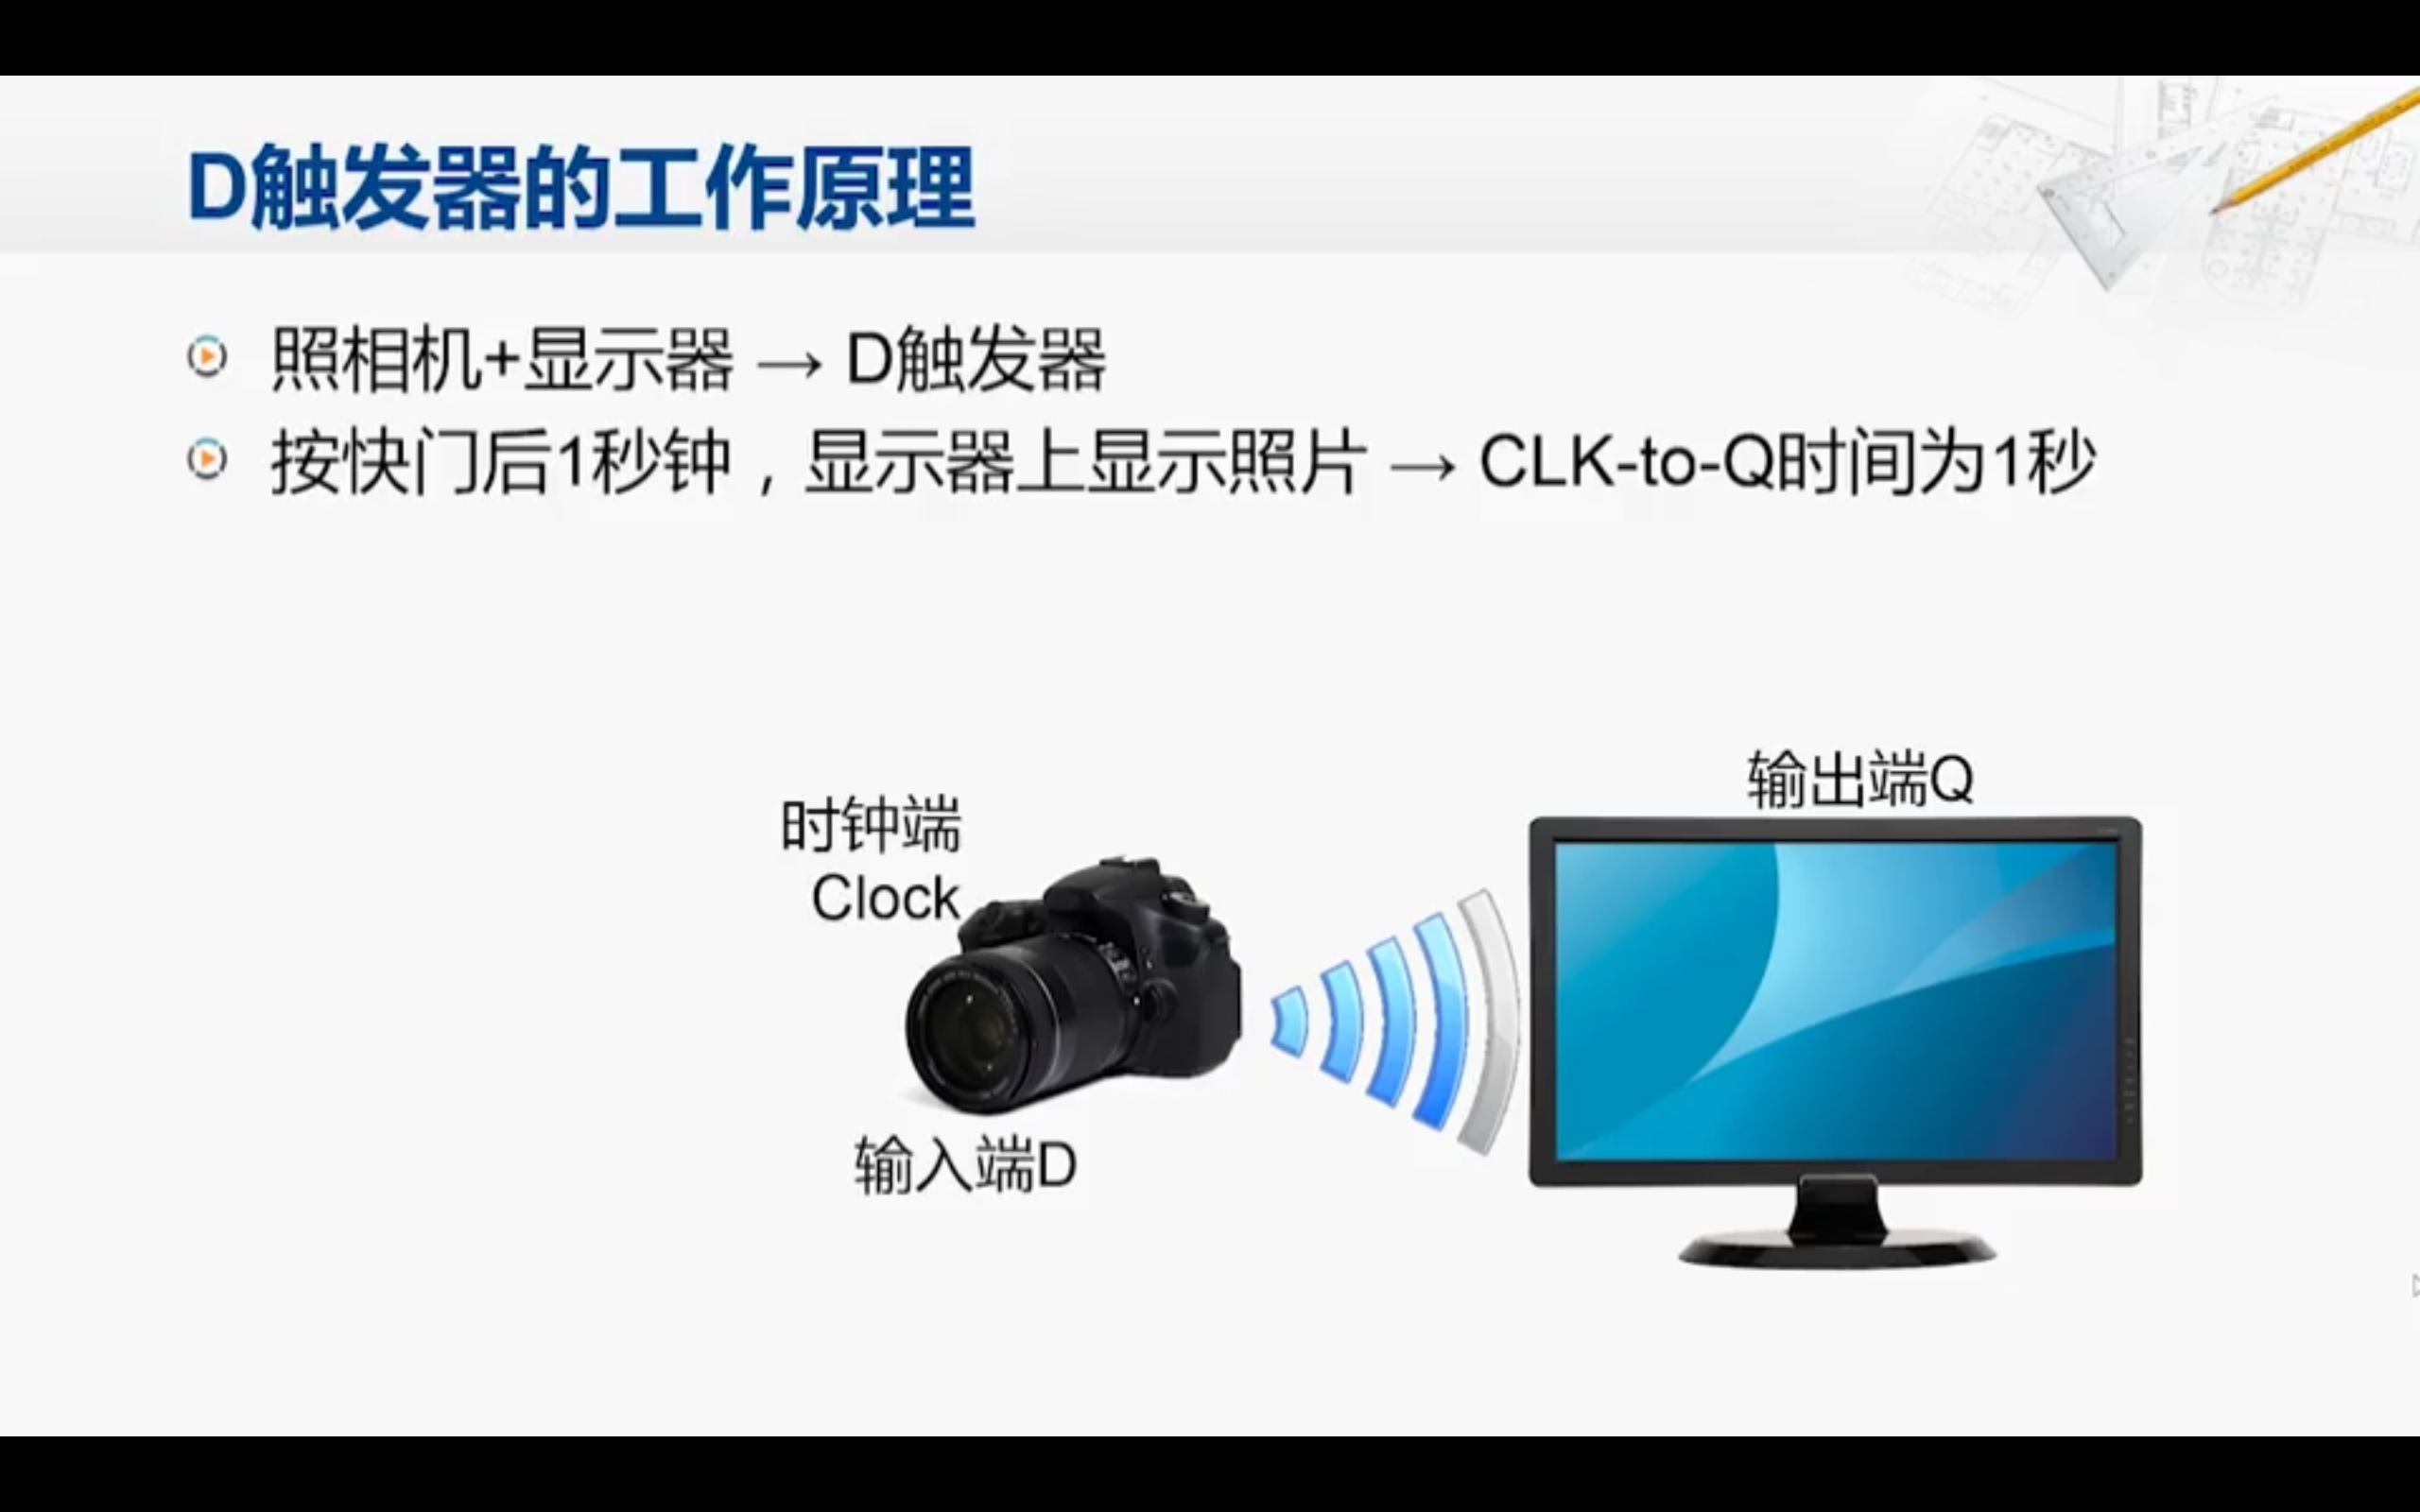 D触发器的工作原理
照相机+显示器 → D触发器
按快门后1秒钟，显示器上显示照片 → CLK-to-Q时间为1秒
输出端Q
时钟端
Clock
输入端D